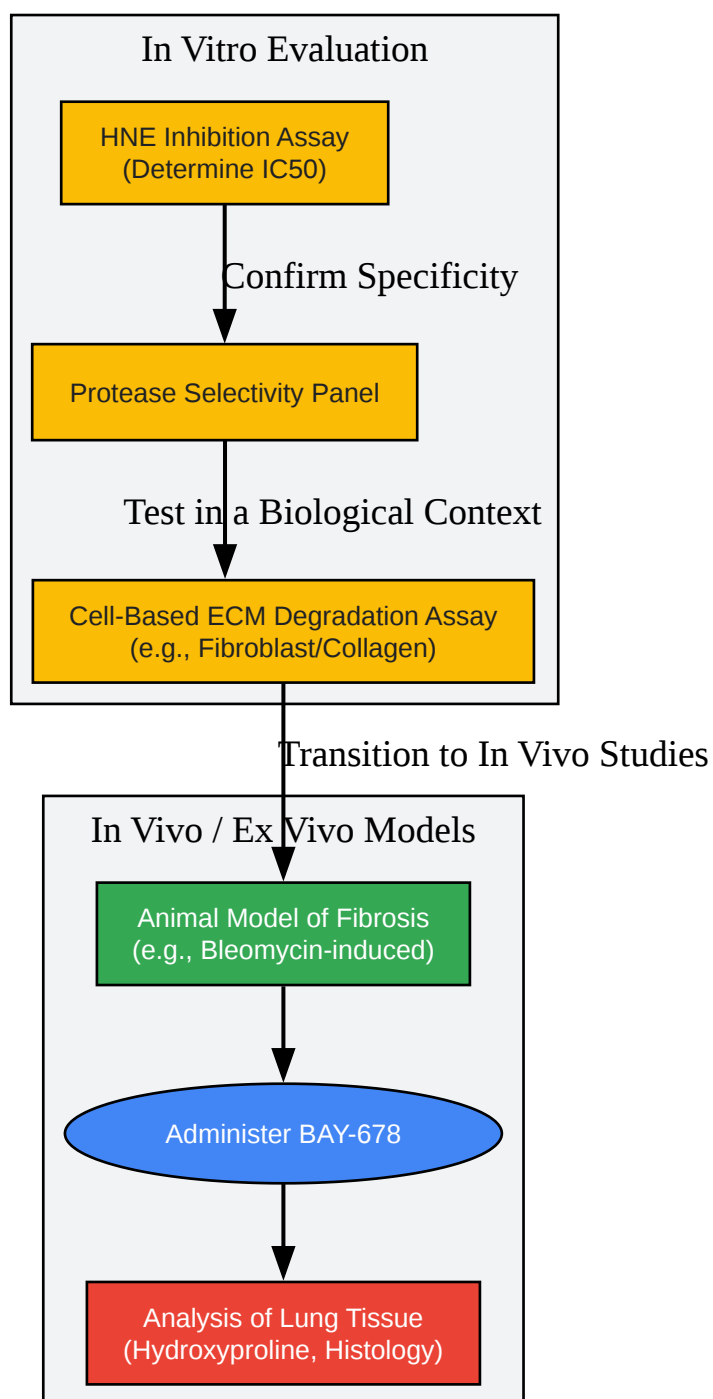 In Vitro Evaluation
HNE Inhibition Assay
(Determine IC50)
Confirm Specificity
Protease Selectivity Panel
Test in a Biological Context
Cell-Based ECM Degradation Assay
(e.g., Fibroblast/Collagen)
Transition to In Vivo Studies
In Vivo / Ex Vivo Models
Animal Model of Fibrosis
(e.g., Bleomycin-induced)
Administer BAY-678
Analysis of Lung Tissue
(Hydroxyproline, Histology)